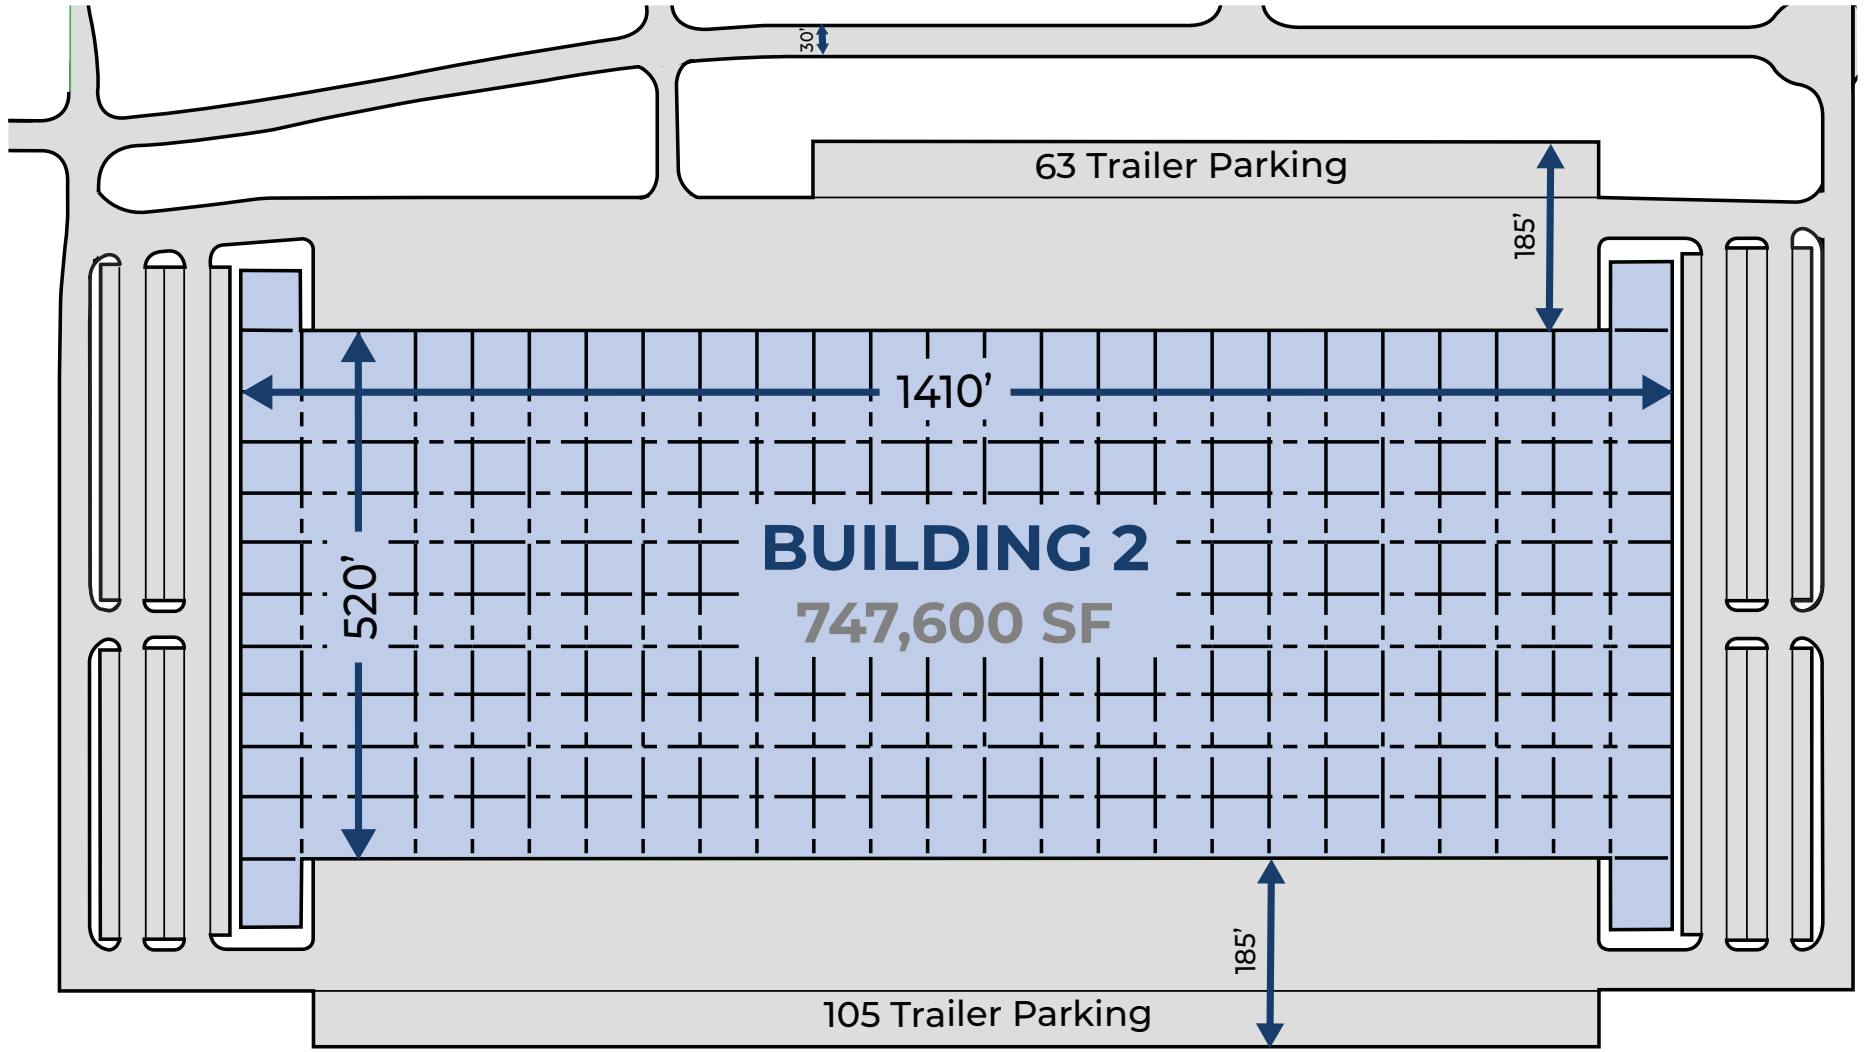 30’
63 Trailer Parking
185’
1410’
520’
BUILDING 2
747,600 SF
185’
105 Trailer Parking